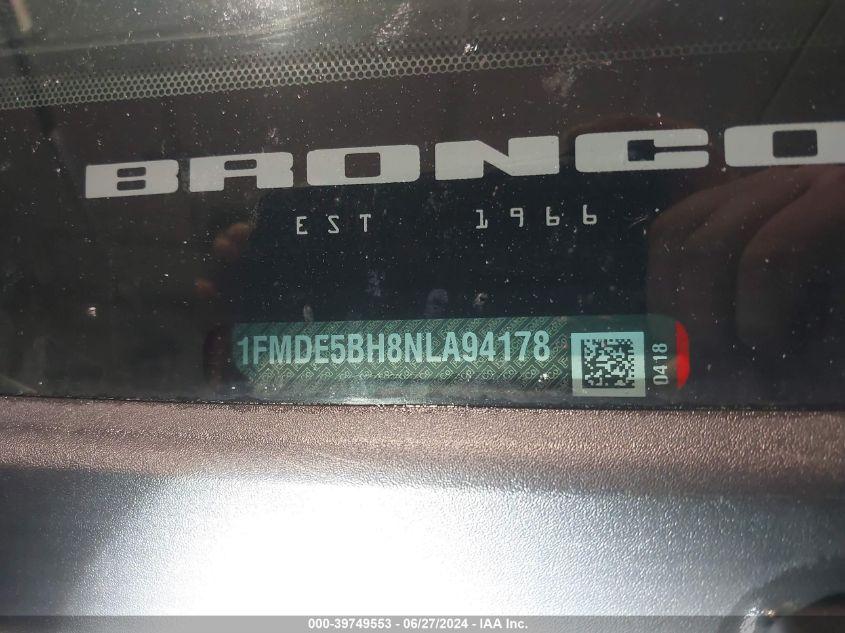 BRONCO
EST 1966
1FMDE5BH8NLA94178
0418
000-39749553 - 06/27/2024 - IAA Inc.